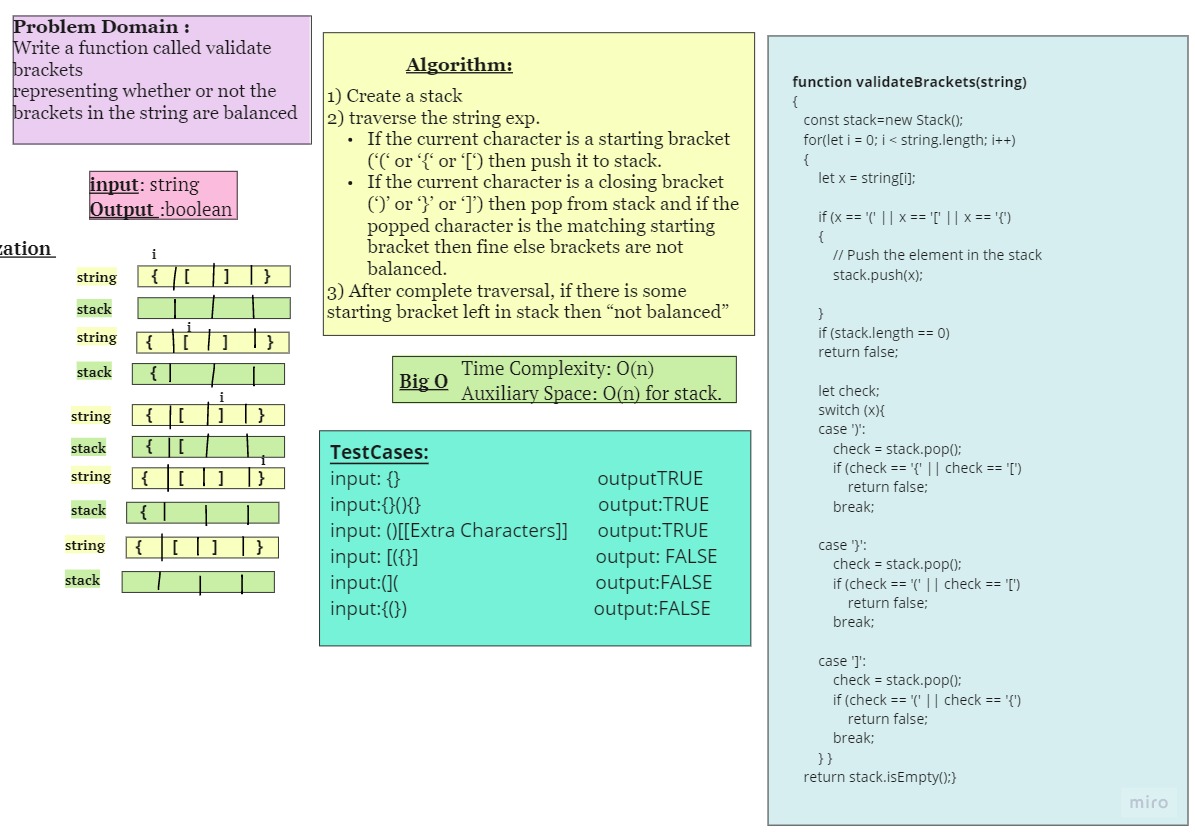 Problem Domain :
Write a function called validate
brackets
representing whether or not the
brackets in the string are balanced
input: string
Output :boolean
zation
i
string { [ ] }
stack
i
string { [ ] }
stack {
i
string { [ ] }
stack { [
i
string { [ ] }
stack {
string { [ ] }
stack
Algorithm:
1) Create a stack
2) traverse the string exp.
• If the current character is a starting bracket
(‘(‘ or ‘{‘ or ‘[‘) then push it to stack.
• If the current character is a closing bracket
(‘)’ or ‘}’ or ‘]’) then pop from stack and if the
popped character is the matching starting
bracket then fine else brackets are not
balanced.
3) After complete traversal, if there is some
starting bracket left in stack then “not balanced”
Big O
Time Complexity: O(n)
Auxiliary Space: O(n) for stack.
TestCases:
input: {} outputTRUE
input:{}(){} output:TRUE
input: ()[[Extra Characters]] output:TRUE
input: [({}] output: FALSE
input:(]( output:FALSE
input:{(}) output:FALSE
function validateBrackets(string)
{
const stack=new Stack();
for(let i = 0; i < string.length; i++)
{
let x = string[i];
if (x == '(' || x == '[' || x == '{')
{
// Push the element in the stack
stack.push(x);
}
if (stack.length == 0)
return false;
let check;
switch (x){
case ')':
check = stack.pop();
if (check == '{' || check == '[')
return false;
break;
case '}':
check = stack.pop();
if (check == '(' || check == '[')
return false;
break;
case ']':
check = stack.pop();
if (check == '(' || check == '{')
return false;
break;
} }
return stack.isEmpty();}
miro